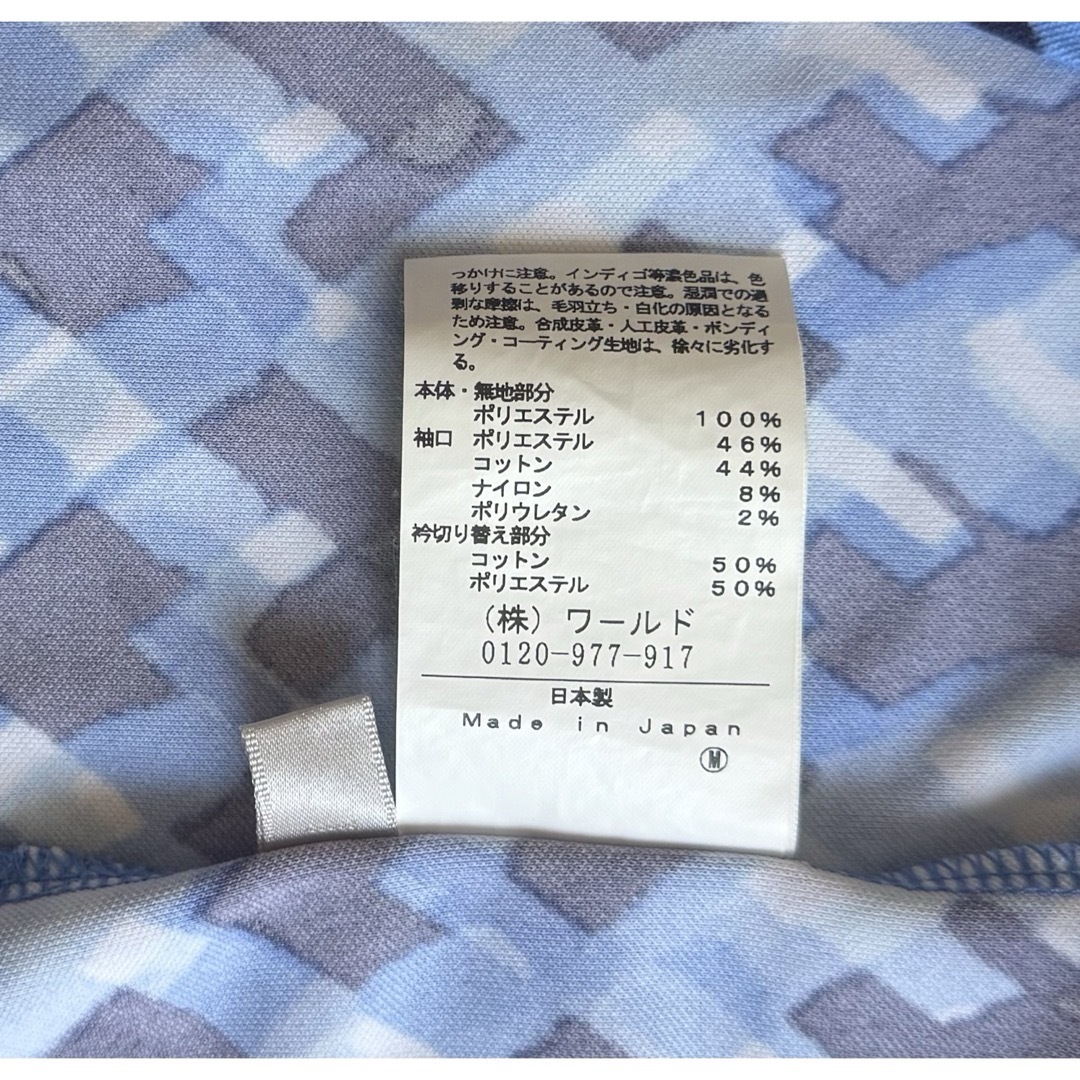 っかけに注意。インディゴ等濃色品は、色
移りすることがあるので注意。湿潤での過
剰な摩擦は、毛羽立ち・白化の原因となる
ため注意。合成皮革・人工皮革・ボンディ
ング・コーティング生地は、徐々に劣化す
る。
本体・無地部分
ポリエステル 100%
袖口 ポリエステル 46%
コットン 44%
ナイロン 8%
ポリウレタン 2%
衿切り替え部分
コットン 50%
ポリエステル 50%
(株)ワールド
0120-977-917
日本製
Made in Japan
Ⓜ